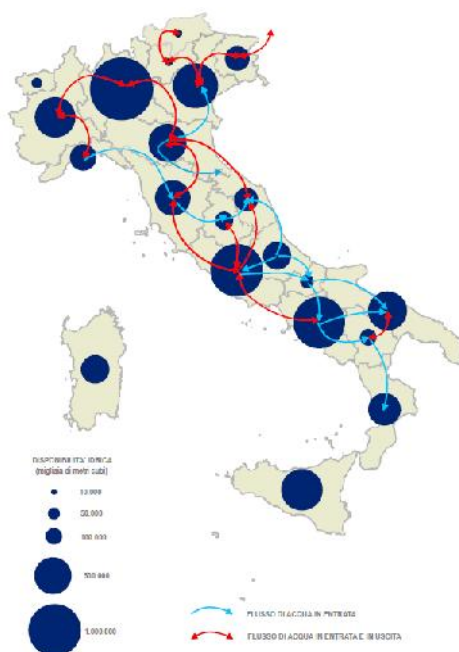 DISPONIBILITA' IDRICA
(migliaia di metri cubi)
10.000
50.000
100.000
500.000
1.000.000
FLUSSO DI ACQUA IN ENTRATA
FLUSSO DI ACQUA IN ENTRATA E IN USCITA